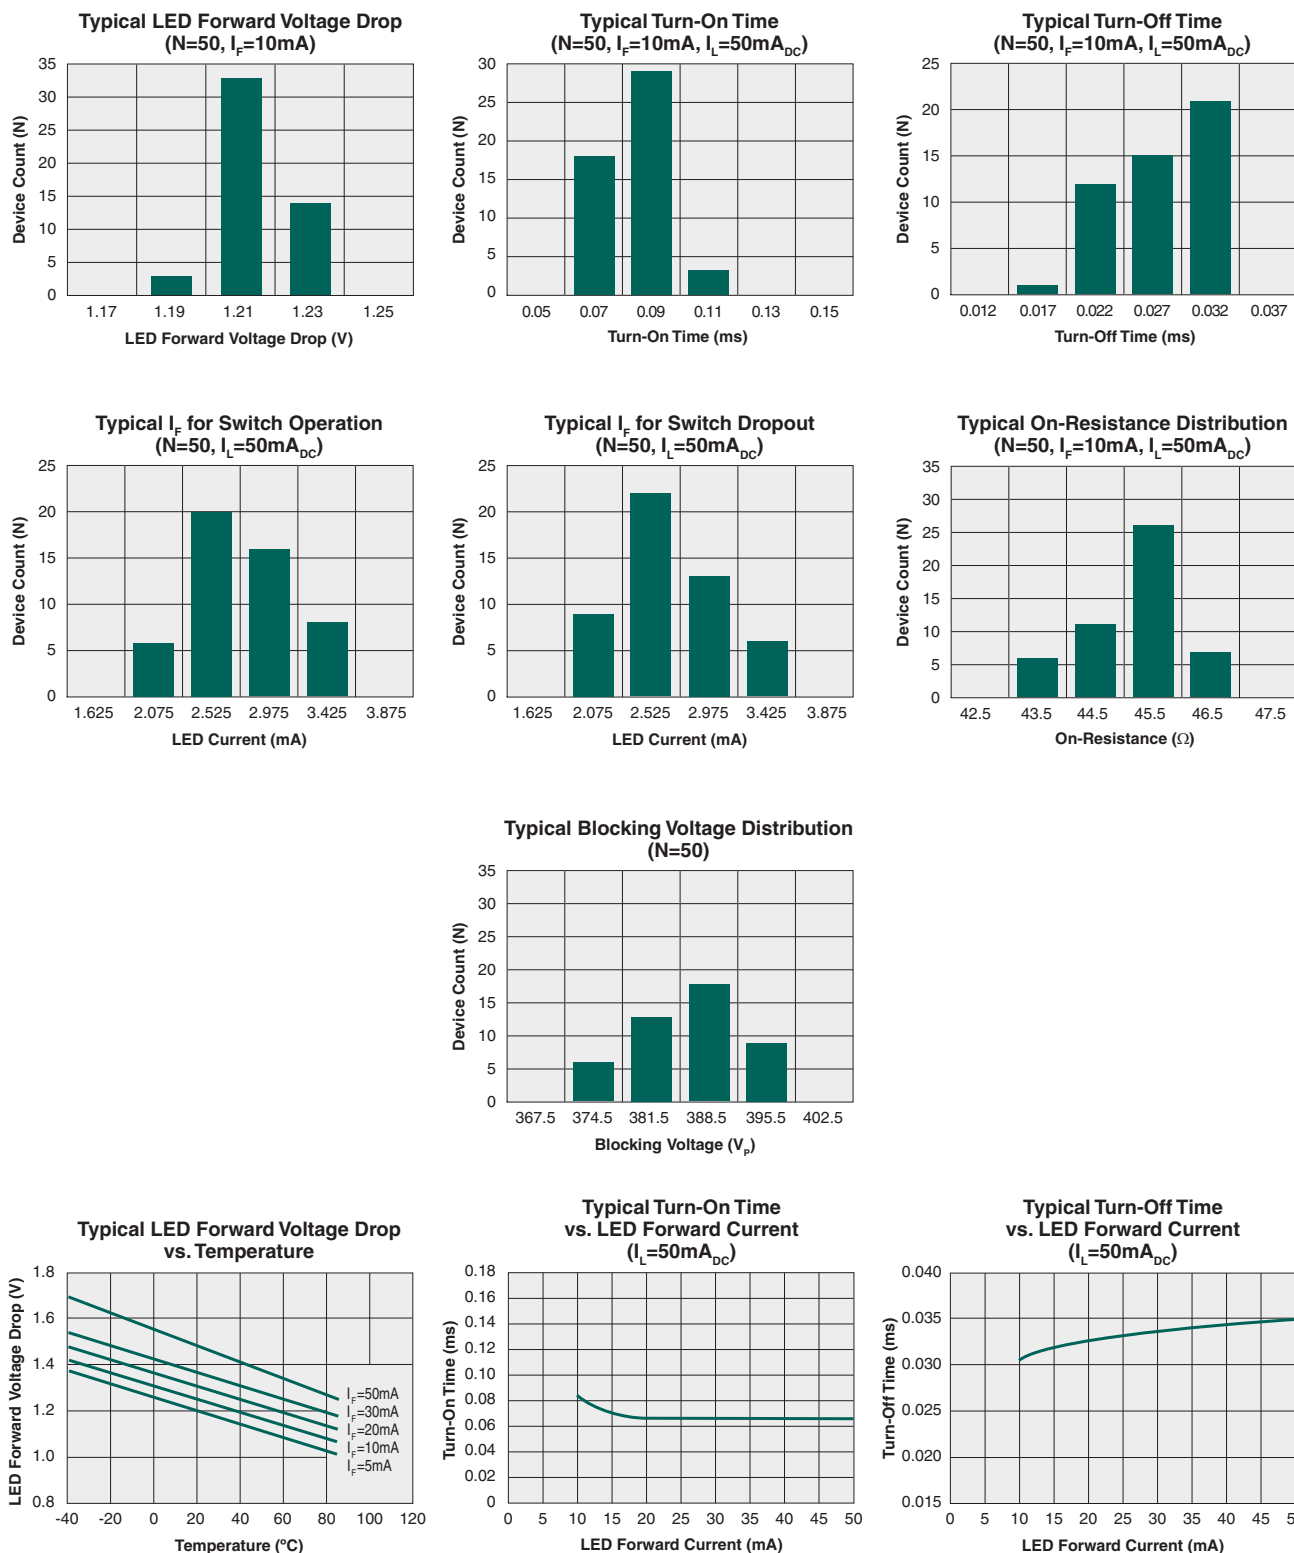 Typical LED Forward Voltage Drop
(N=50, IF=10mA)
35
30
25
20
15
10
5
0
Device Count (N)
1.17 1.19 1.21 1.23 1.25
LED Forward Voltage Drop (V)
Typical Turn-On Time
(N=50, IF=10mA, IL=50mADC)
30
25
20
15
10
5
0
Device Count (N)
0.05 0.07 0.09 0.11 0.13 0.15
Turn-On Time (ms)
Typical Turn-Off Time
(N=50, IF=10mA, IL=50mADC)
25
20
15
10
5
0
Device Count (N)
0.012 0.017 0.022 0.027 0.032 0.037
Turn-Off Time (ms)
Typical IF for Switch Operation
(N=50, IL=50mADC)
25
20
15
10
5
0
Device Count (N)
1.625 2.075 2.525 2.975 3.425 3.875
LED Current (mA)
Typical IF for Switch Dropout
(N=50, IL=50mADC)
25
20
15
10
5
0
Device Count (N)
1.625 2.075 2.525 2.975 3.425 3.875
LED Current (mA)
Typical On-Resistance Distribution
(N=50, IF=10mA, IL=50mADC)
35
30
25
20
15
10
5
0
Device Count (N)
42.5 43.5 44.5 45.5 46.5 47.5
On-Resistance (Ω)
Typical Blocking Voltage Distribution
(N=50)
35
30
25
20
15
10
5
0
Device Count (N)
367.5 374.5 381.5 388.5 395.5 402.5
Blocking Voltage (VP)
Typical LED Forward Voltage Drop
vs. Temperature
1.8
1.6
1.4
1.2
1.0
0.8
LED Forward Voltage Drop (V)
IF=50mA
IF=30mA
IF=20mA
IF=10mA
IF=5mA
-40 -20 0 20 40 60 80 100 120
Temperature (ºC)
Typical Turn-On Time
vs. LED Forward Current
(IL=50mADC)
0.18
0.16
0.14
0.12
0.10
0.08
0.06
0.04
0.02
0
Turn-On Time (ms)
0 5 10 15 20 25 30 35 40 45 50
LED Forward Current (mA)
Typical Turn-Off Time
vs. LED Forward Current
(IL=50mADC)
0.040
0.035
0.030
0.025
0.020
0.015
Turn-Off Time (ms)
0 5 10 15 20 25 30 35 40 45
LED Forward Current (mA)